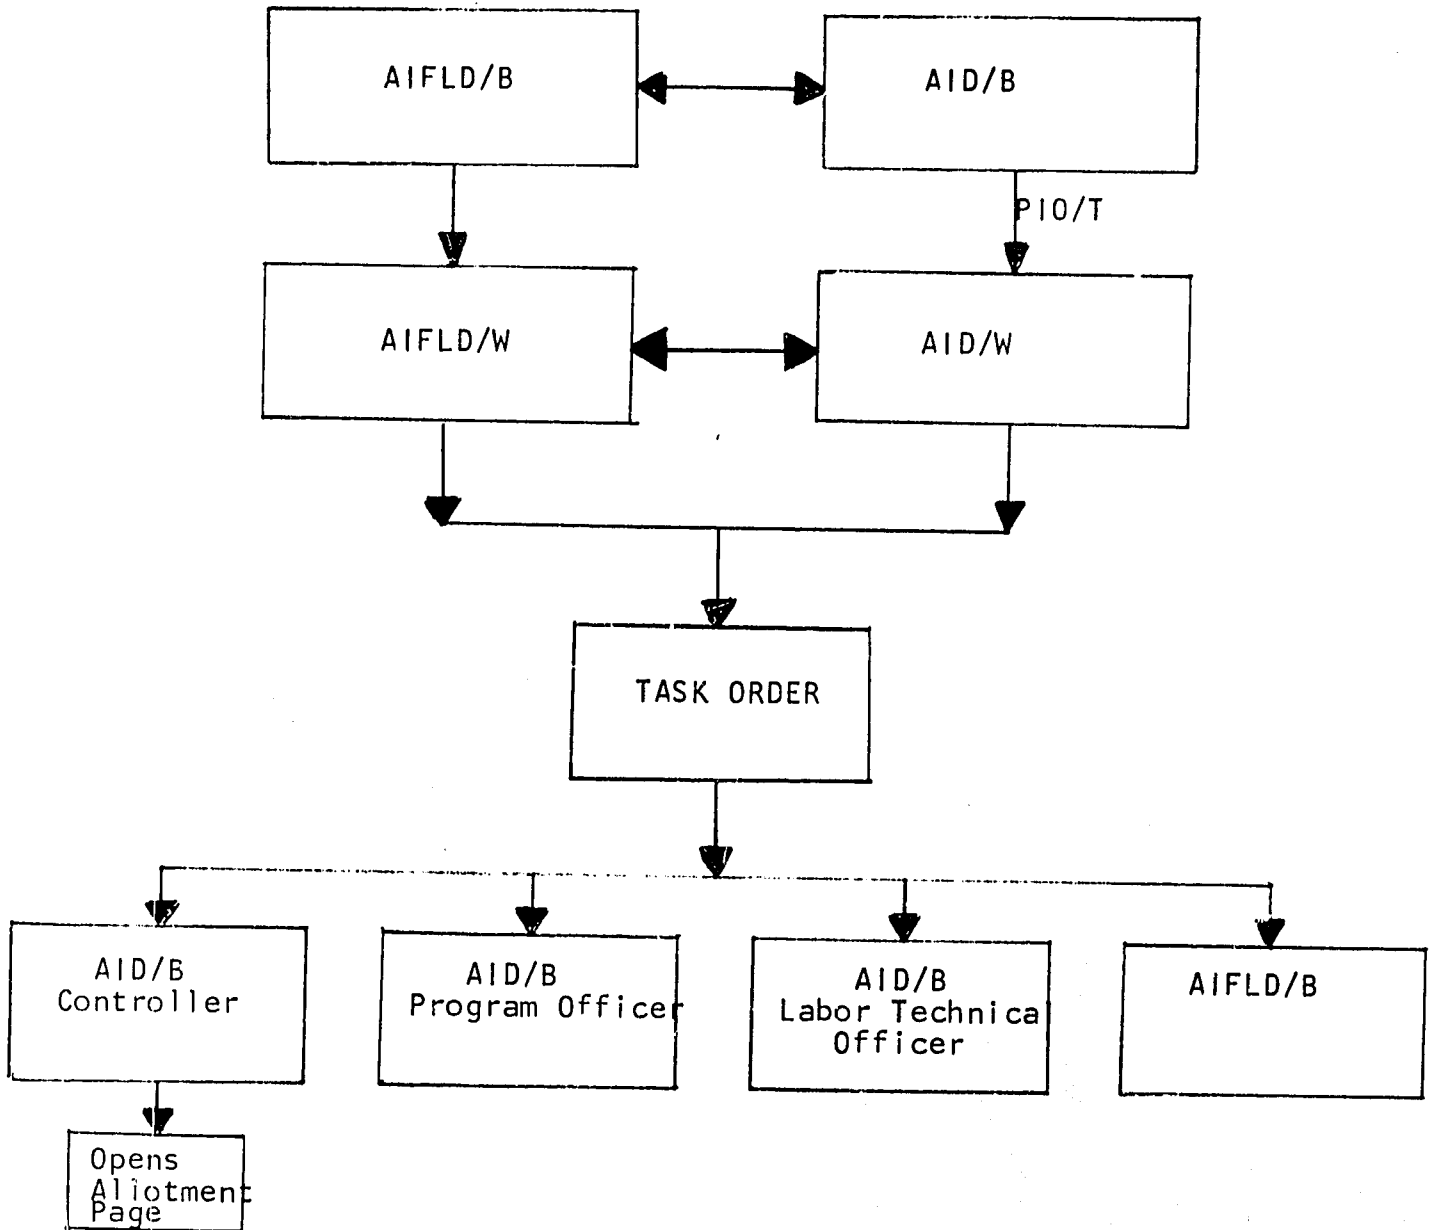 AIFLD/B
AID/B
PIO/T
AIFLD/W
AID/W
TASK ORDER
AID/B
Controller
AID/B
Program Officer
AID/B
Labor Technica
Officer
AIFLD/B
Opens
Allotment
Page